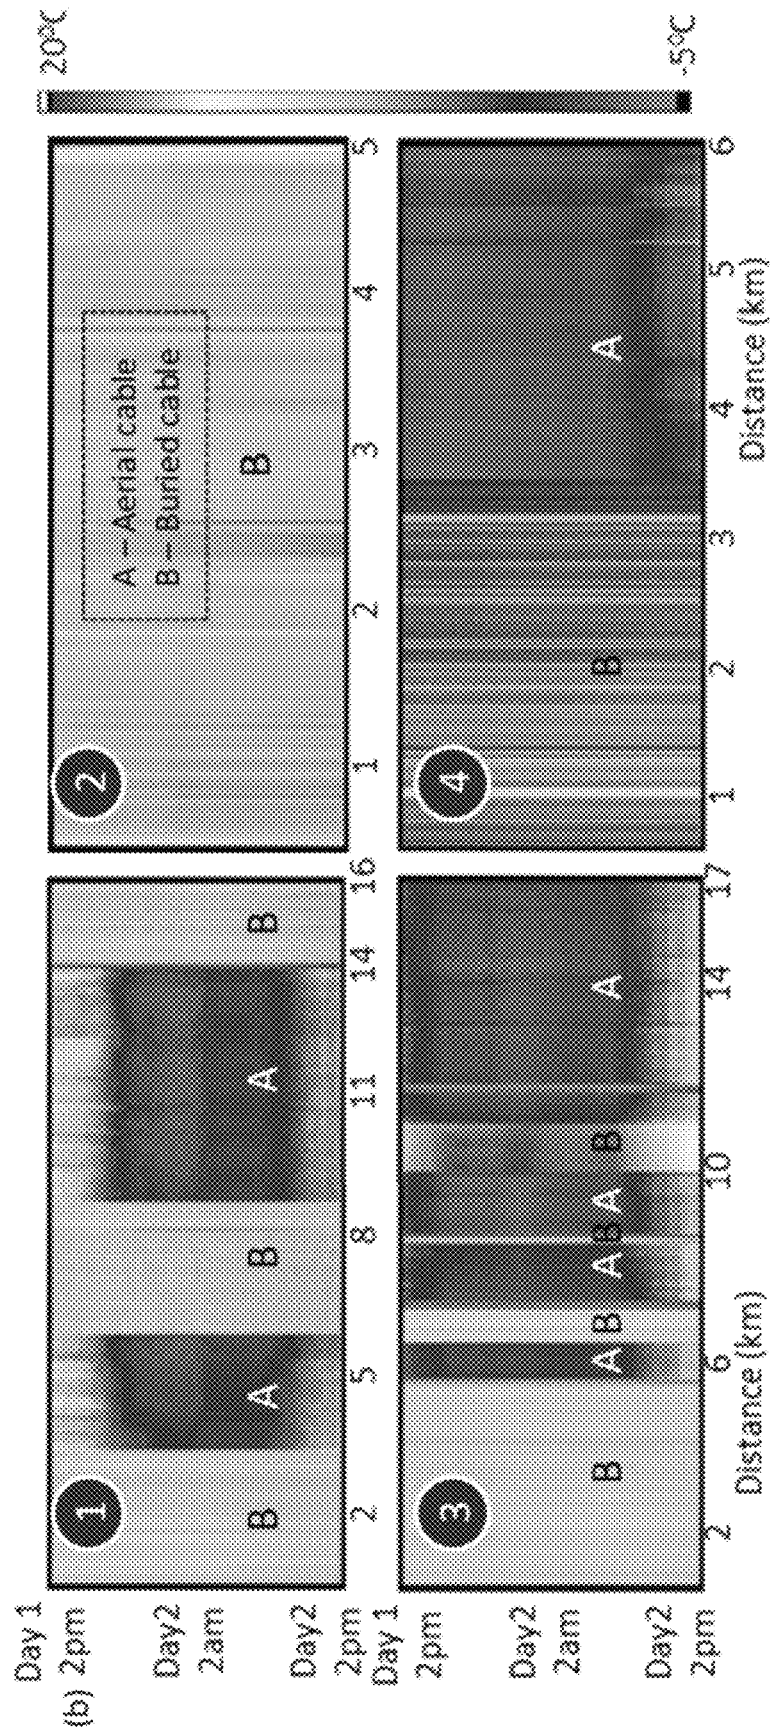 (b)
Day 1
2pm
Day2
2am
Day2
2pm
1
B
A
B
A
B
2
5
8
11
14
16
2
A – Aerial cable
B – Buried cable
B
1
2
3
4
5
20°C
-5°C
Day 1
2pm
Day2
2am
Day2
2pm
3
B
A
B
A
B
A
B
A
2
6
10
14
17
Distance (km)
4
B
A
1
2
3
4
5
6
Distance (km)